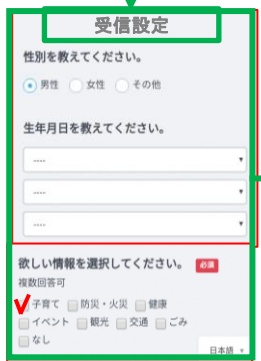 受信設定
性別を教えてください。
男性 女性 その他
生年月日を教えてください。
----
----
----
欲しい情報を選択してください。 必須
複数回答可
子育て 防災・火災 健康
イベント 観光 交通 ごみ
なし
日本語